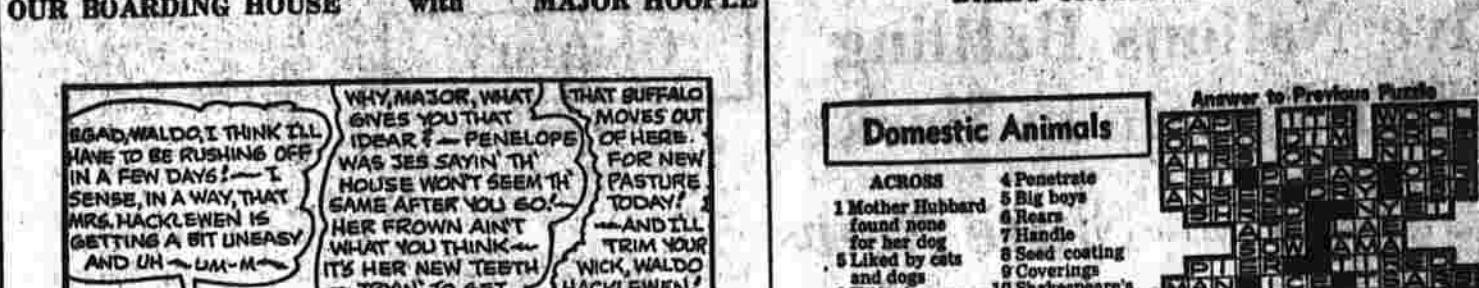 OUR BOARDING HOUSE with MAJOR HOOPLE
EGAD, WALDO, I THINK I'LL
HAVE TO BE RUSHING OFF
IN A FEW DAYS! — I
SENSE, IN A WAY, THAT
MRS. HACKLEWEN IS
GETTING A BIT UNEASY
AND UH ~ UM-M ~
WHY, MAJOR, WHAT
GIVES YOU THAT
IDEAR? — PENELOPE
WAS JES SAYIN' TH'
HOUSE WON'T SEEM TH'
SAME AFTER YOU GO! ~
HER FROWN AIN'T
WHAT YOU THINK ~
IT'S HER NEW TEETH
THAT BUFFALO
MOVES OUT
OF HERE.
FOR NEW
PASTURE
TODAY!
— AND I'LL
TRIM YOUR
WICK, WALDO
HACKLEWEN!
Domestic Animals
ACROSS
1 Mother Hubbard
found none
for her dog
5 Liked by cats
and dogs
4 Penetrate
5 Big boys
6 Rears
7 Handle
8 Seed coating
9 Coverings
10 Shakespeare's
Answer to Previous Puzzle